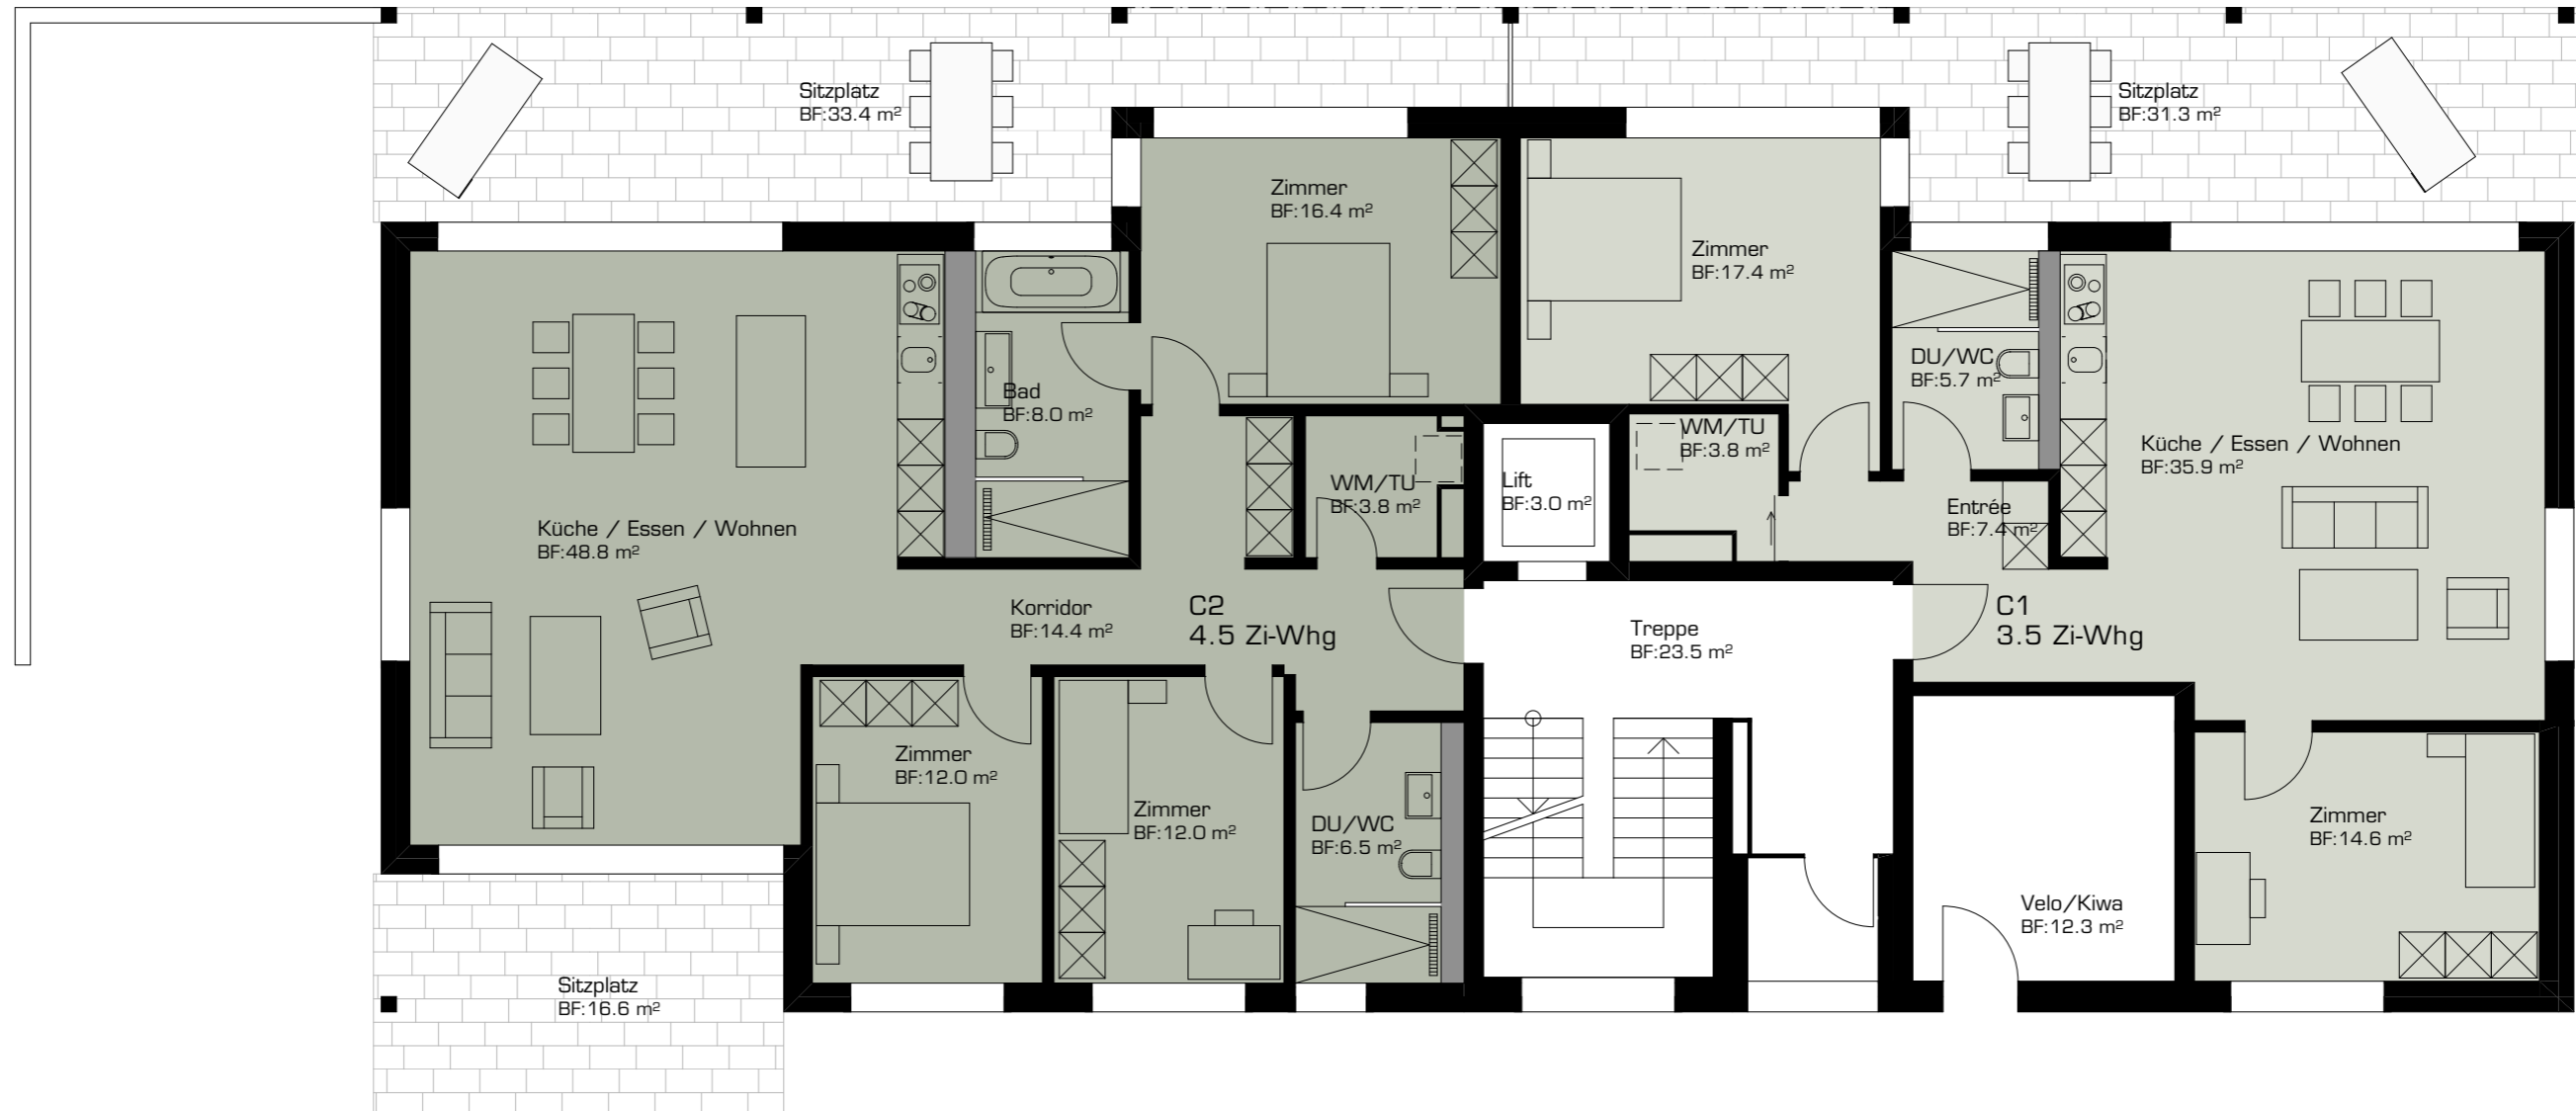 Sitzplatz
BF:33.4 m²
Sitzplatz
BF:31.3 m²
Zimmer
BF:16.4 m²
Zimmer
BF:17.4 m²
DU/WC
BF:5.7 m²
Bad
BF:8.0 m²
WM/TU
BF:3.8 m²
Küche / Essen / Wohnen
BF:35.9 m²
WM/TU
BF:3.8 m²
Lift
BF:3.0 m²
Entrée
BF:7.4 m²
Küche / Essen / Wohnen
BF:48.8 m²
Korridor
BF:14.4 m²
C2
4.5 Zi-Whg
Treppe
BF:23.5 m²
C1
3.5 Zi-Whg
Zimmer
BF:12.0 m²
Zimmer
BF:12.0 m²
DU/WC
BF:6.5 m²
Zimmer
BF:14.6 m²
Velo/Kiwa
BF:12.3 m²
Sitzplatz
BF:16.6 m²